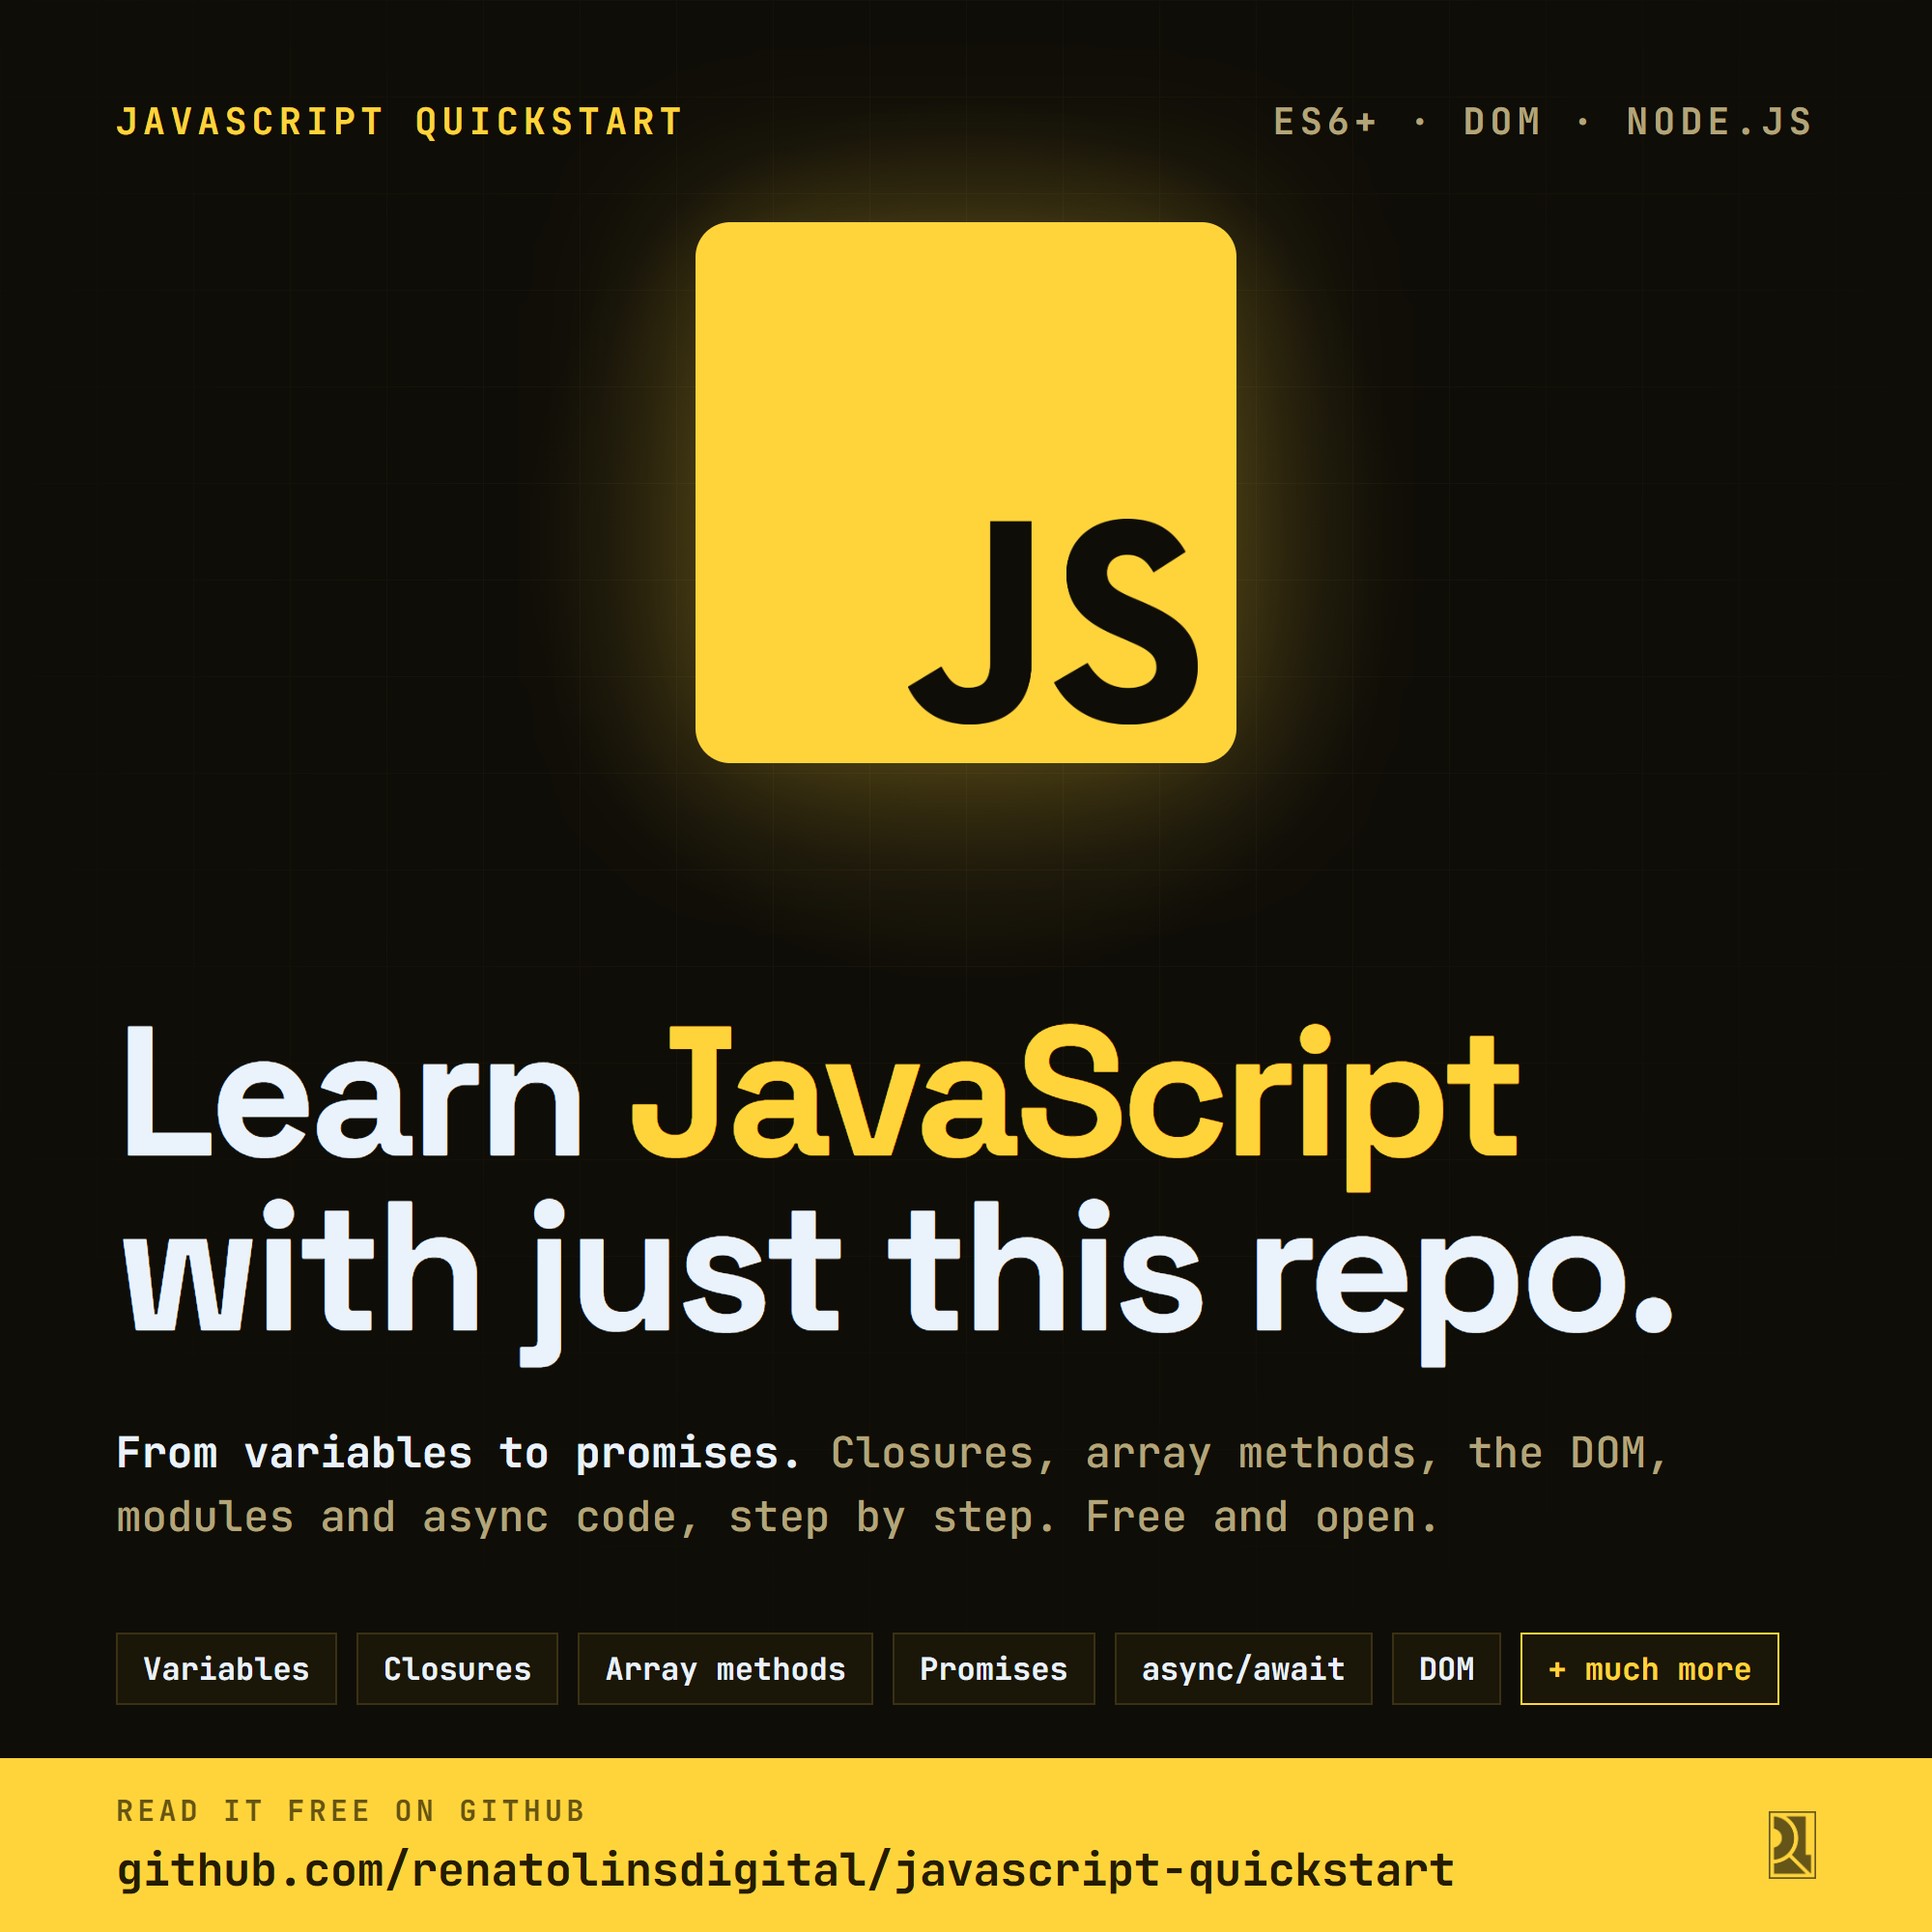 JAVASCRIPT QUICKSTART
ES6+ · DOM · NODE.JS
JS
Learn JavaScript
with just this repo.
From variables to promises. Closures, array methods, the DOM,
modules and async code, step by step. Free and open.
Variables Closures Array methods Promises async/await DOM + much more
READ IT FREE ON GITHUB
github.com/renatolinsdigital/javascript-quickstart